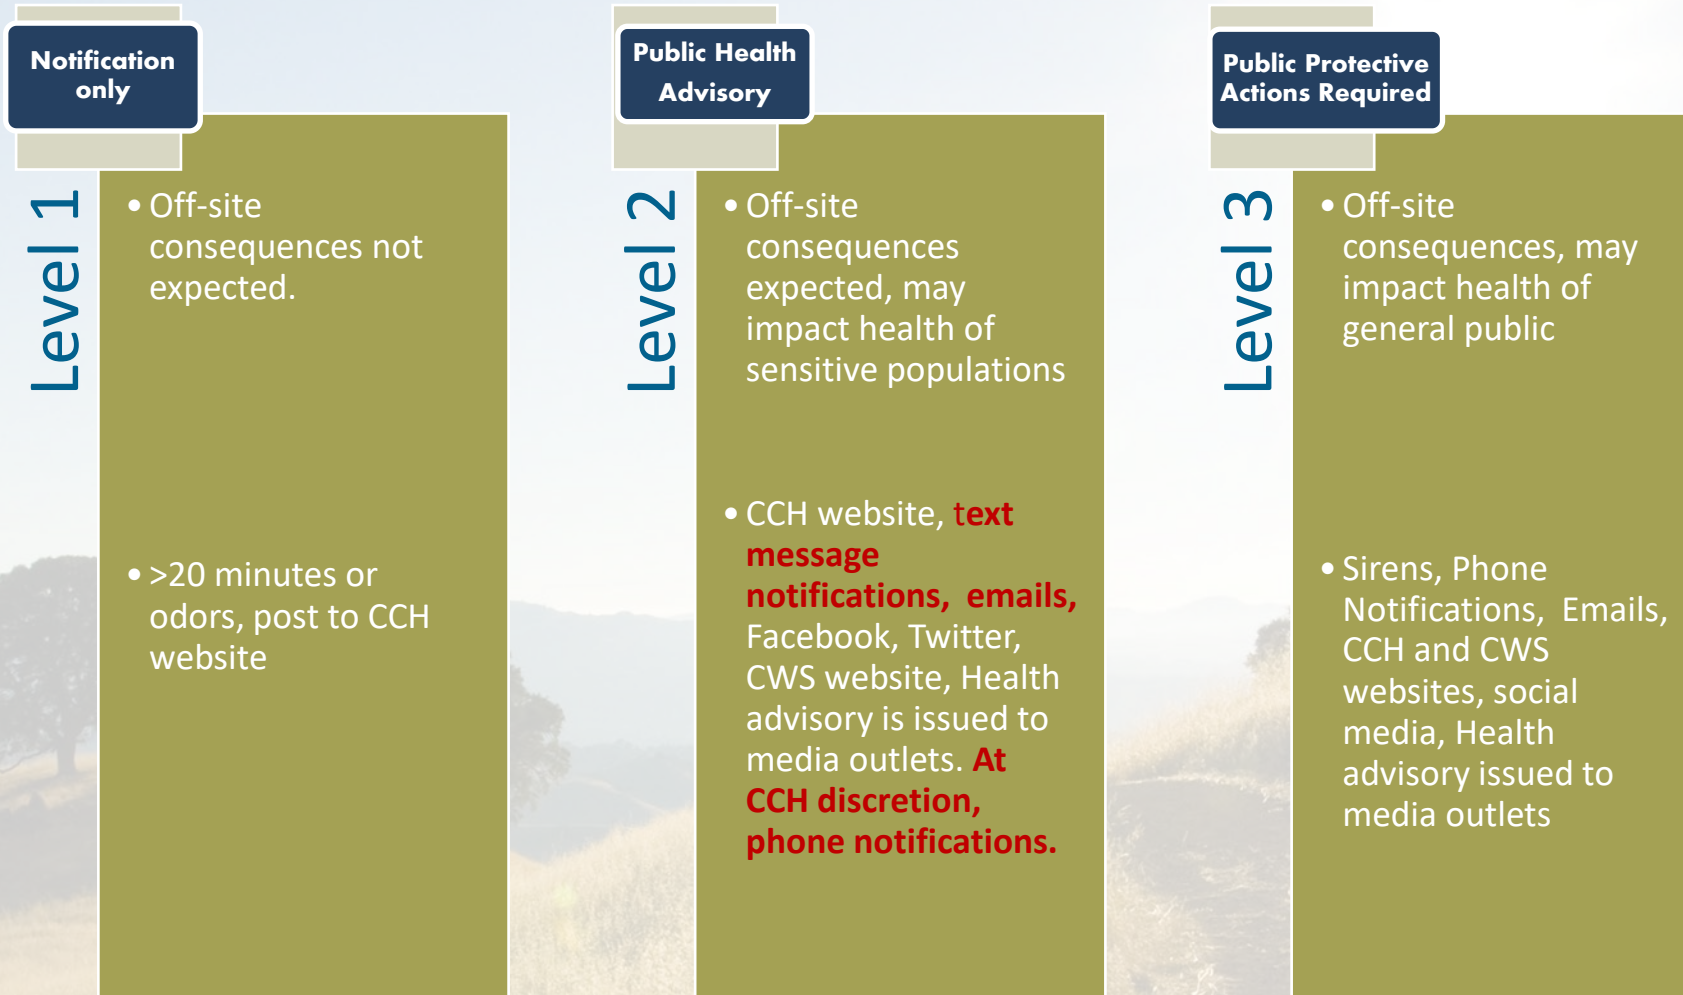 Notification
only
Level 1
• Off-site
consequences not
expected.
• >20 minutes or
odors, post to CCH
website
Public Health
Advisory
Level 2
• Off-site
consequences
expected, may
impact health of
sensitive populations
• CCH website, text
message
notifications,  emails,
Facebook, Twitter,
CWS website, Health
advisory is issued to
media outlets. At
CCH discretion,
phone notifications.
Public Protective
Actions Required
Level 3
• Off-site
consequences, may
impact health of
general public
• Sirens, Phone
Notifications,  Emails,
CCH and CWS
websites, social
media, Health
advisory issued to
media outlets